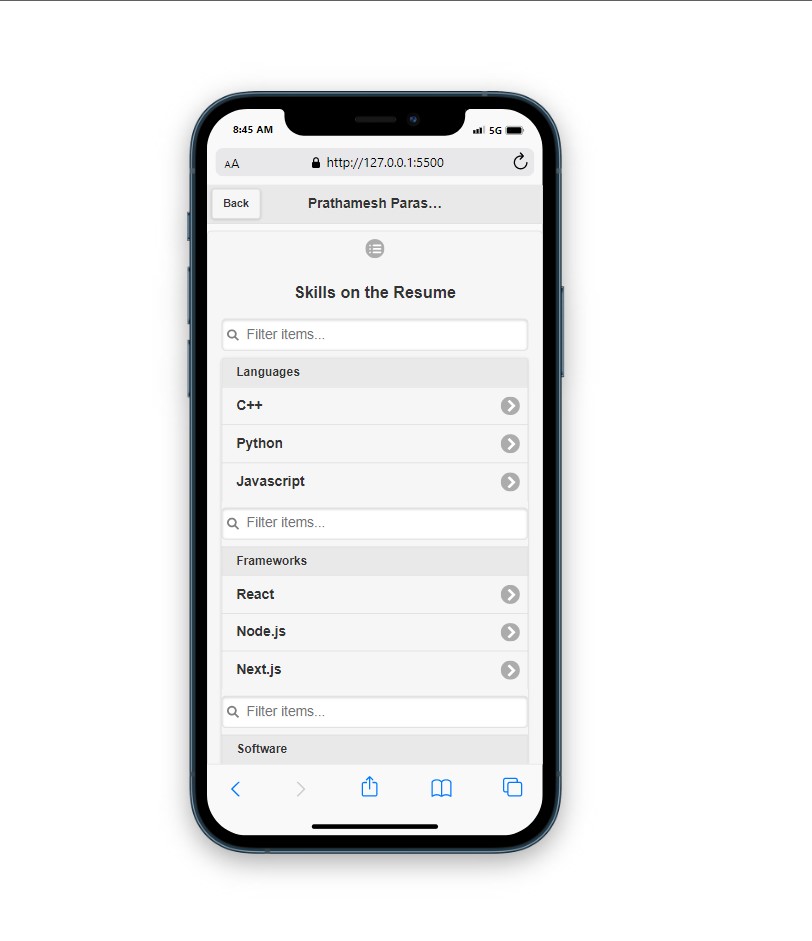 8:45 AM 5G
AA http://127.0.0.1:5500
Back Prathamesh Paras...
Skills on the Resume
Filter items...
Languages
C++
Python
Javascript
Filter items...
Frameworks
React
Node.js
Next.js
Filter items...
Software